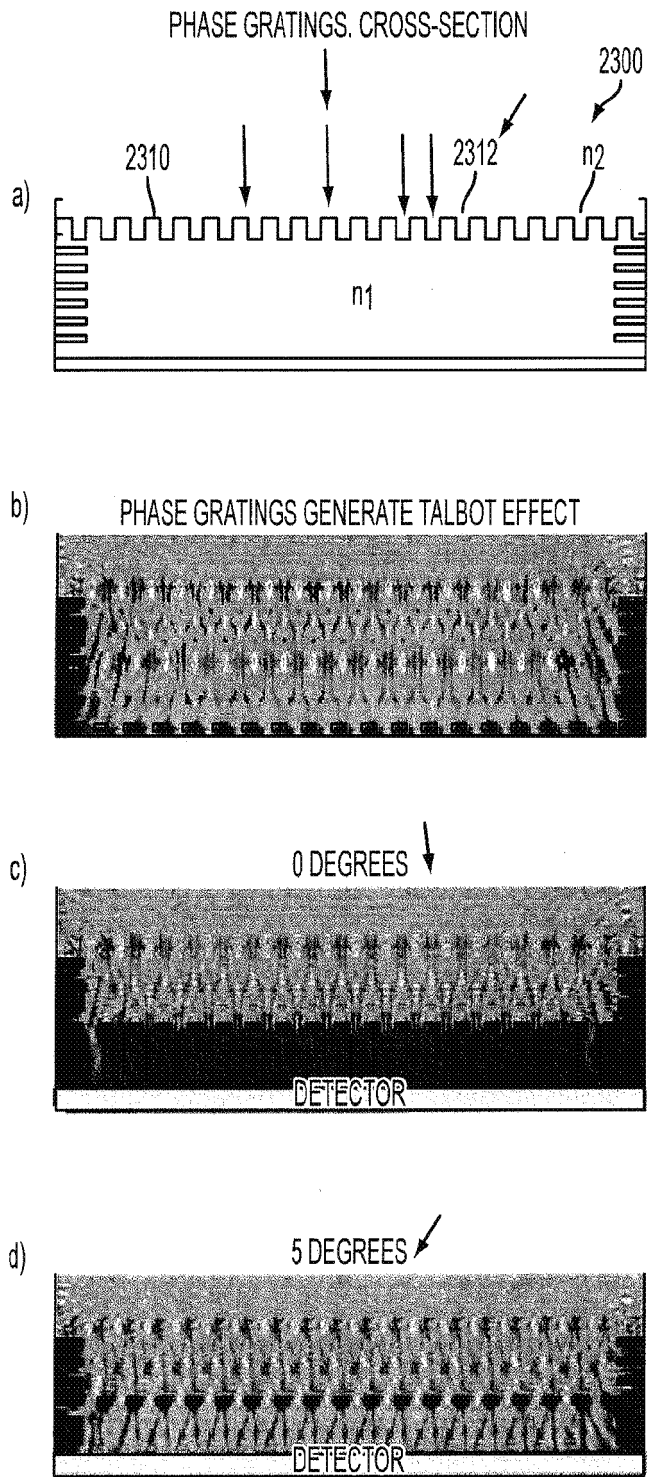 PHASE GRATINGS. CROSS-SECTION
2300
2310
2312
n2
a)
n1
b)
PHASE GRATINGS GENERATE TALBOT EFFECT
0 DEGREES
c)
DETECTOR
5 DEGREES
d)
DETECTOR